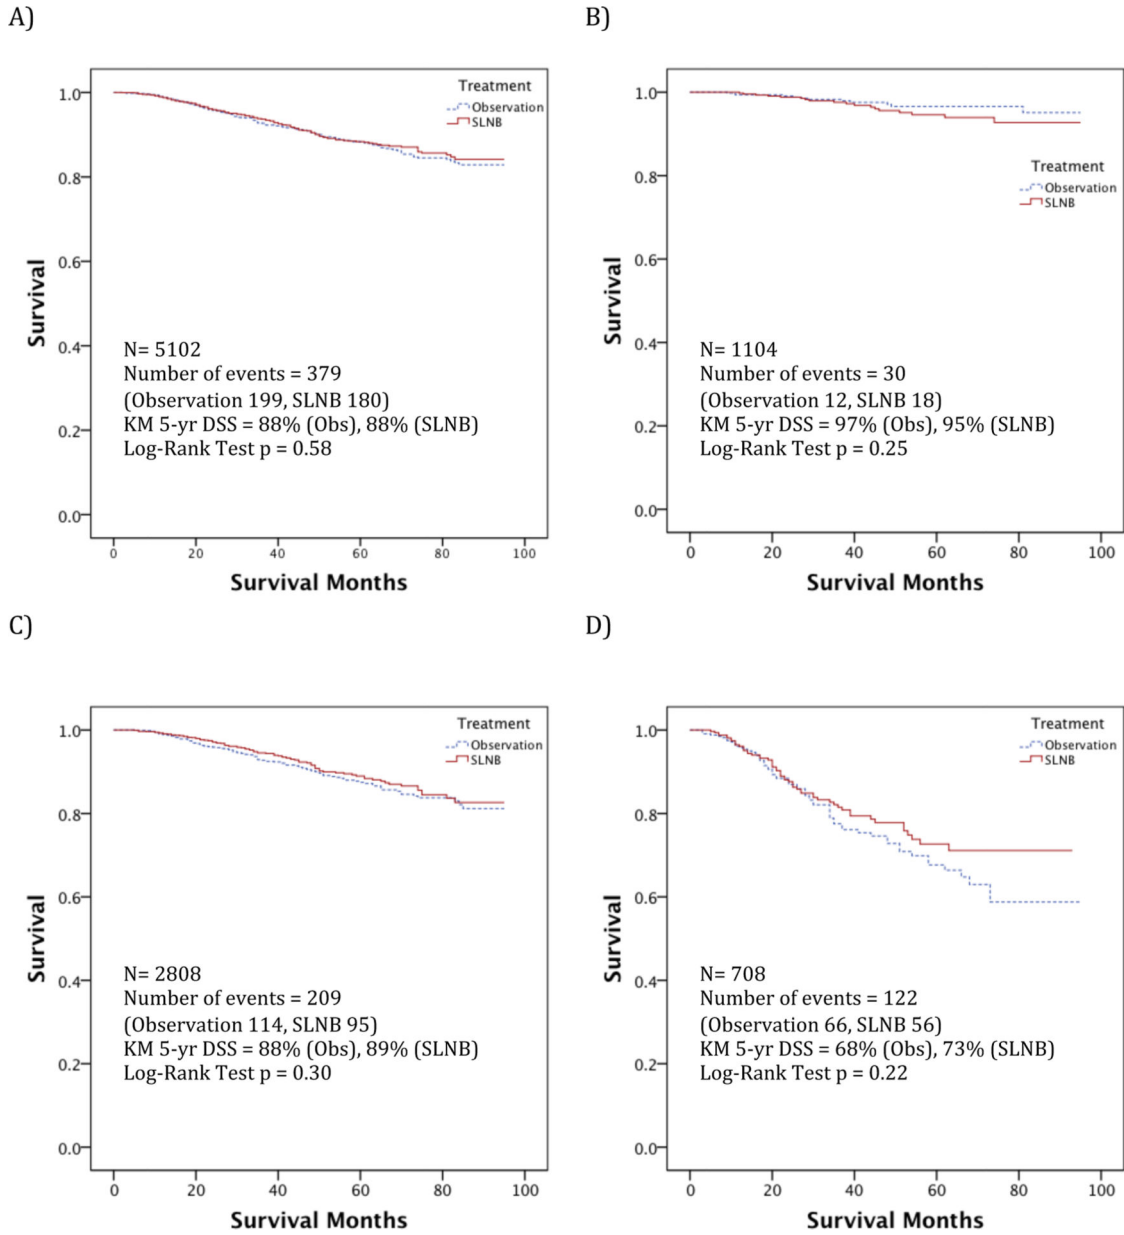 A)
Survival
1.0
0.8
0.6
0.4
0.2
0.0
Treatment
Observation
SLNB
N= 5102
Number of events = 379
(Observation 199, SLNB 180)
KM 5-yr DSS = 88% (Obs), 88% (SLNB)
Log-Rank Test p = 0.58
0 20 40 60 80 100
Survival Months
B)
Survival
1.0
0.8
0.6
0.4
0.2
0.0
Treatment
Observation
SLNB
N= 1104
Number of events = 30
(Observation 12, SLNB 18)
KM 5-yr DSS = 97% (Obs), 95% (SLNB)
Log-Rank Test p = 0.25
0 20 40 60 80 100
Survival Months
C)
Survival
1.0
0.8
0.6
0.4
0.2
0.0
Treatment
Observation
SLNB
N= 2808
Number of events = 209
(Observation 114, SLNB 95)
KM 5-yr DSS = 88% (Obs), 89% (SLNB)
Log-Rank Test p = 0.30
0 20 40 60 80 100
Survival Months
D)
Survival
1.0
0.8
0.6
0.4
0.2
0.0
Treatment
Observation
SLNB
N= 708
Number of events = 122
(Observation 66, SLNB 56)
KM 5-yr DSS = 68% (Obs), 73% (SLNB)
Log-Rank Test p = 0.22
0 20 40 60 80 100
Survival Months